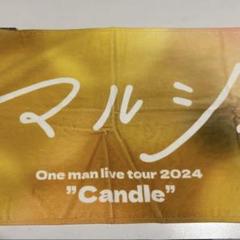 マルシィ
One man live tour 2024
"Candle"